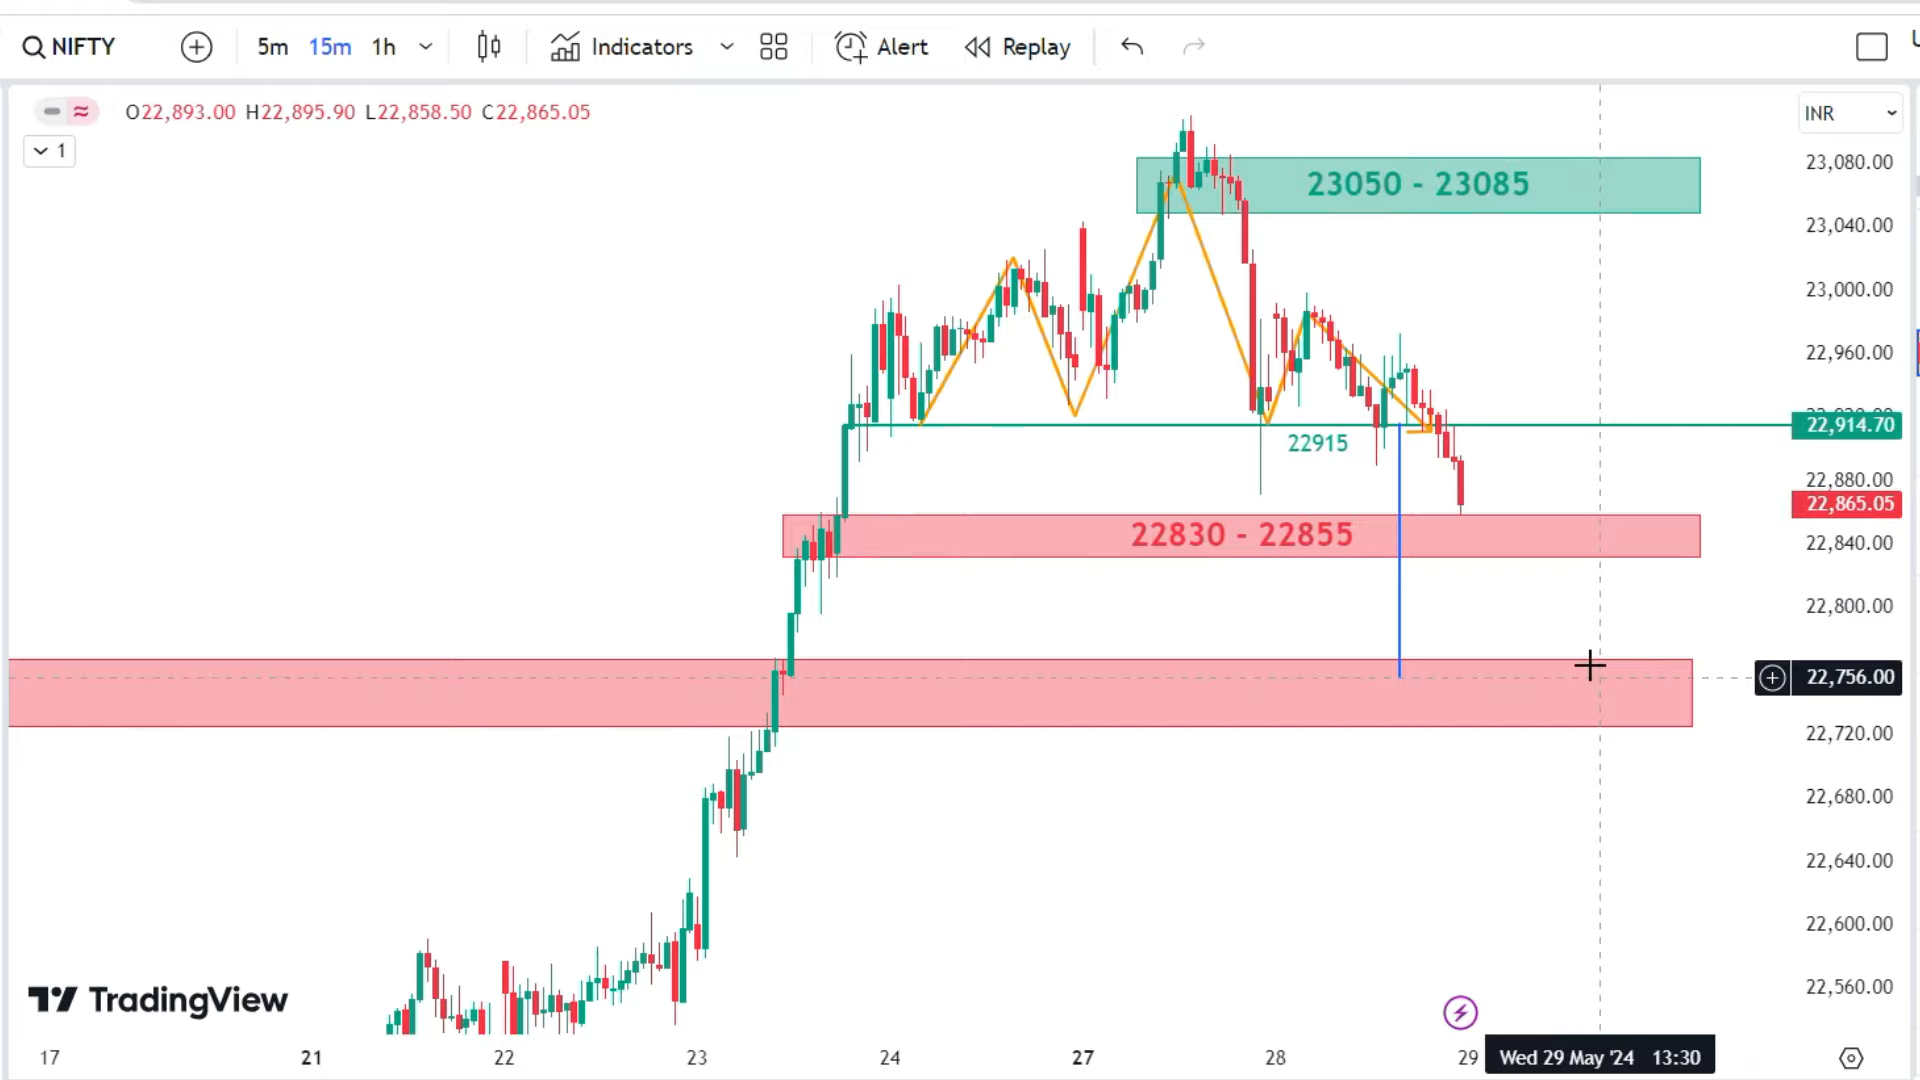 NIFTY 5m 15m 1h Indicators Alert Replay
O22,893.00 H22,895.90 L22,858.50 C22,865.05
INR
1
23,080.00
23050 - 23085
23,040.00
23,000.00
22,960.00
22,914.70
22915
22,880.00
22,865.05
22830 - 22855
22,840.00
22,800.00
22,756.00
22,720.00
22,680.00
22,640.00
22,600.00
22,560.00
TradingView
17 21 22 23 24 27 28 29 Wed 29 May '24 13:30